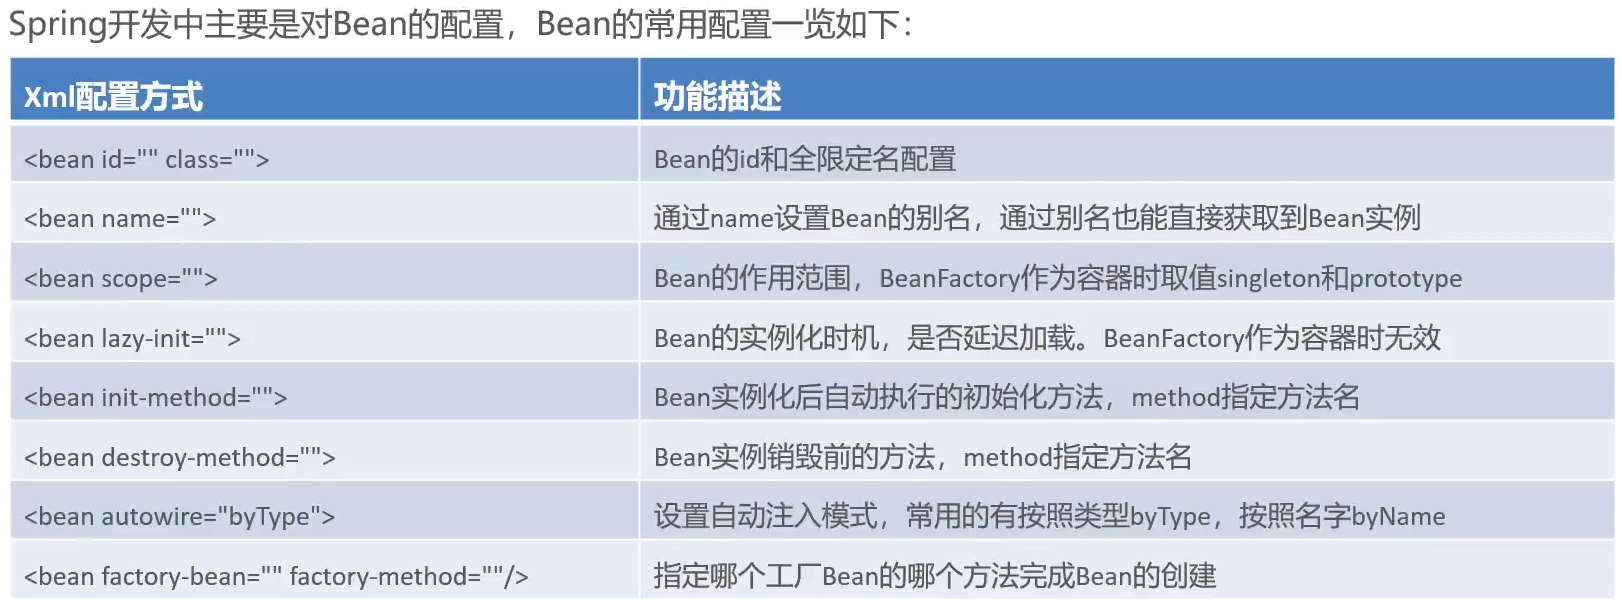 Spring开发中主要是对Bean的配置，Bean的常用配置一览如下：
Xml配置方式 功能描述
<bean id="" class=""> Bean的id和全限定名配置
<bean name=""> 通过name设置Bean的别名，通过别名也能直接获取到Bean实例
<bean scope=""> Bean的作用范围，BeanFactory作为容器时取值singleton和prototype
<bean lazy-init=""> Bean的实例化时机，是否延迟加载。BeanFactory作为容器时无效
<bean init-method=""> Bean实例化后自动执行的初始化方法，method指定方法名
<bean destroy-method=""> Bean实例销毁前的方法，method指定方法名
<bean autowire="byType"> 设置自动注入模式，常用的有按照类型byType，按照名字byName
<bean factory-bean="" factory-method=""/> 指定哪个工厂Bean的哪个方法完成Bean的创建